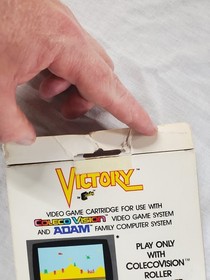 VICTORY
VIDEO GAME CARTRIDGE FOR USE WITH
COLECOVISION VIDEO GAME SYSTEM
AND ADAM FAMILY COMPUTER SYSTEM
PLAY ONLY
WITH
COLECOVISION
ROLLER